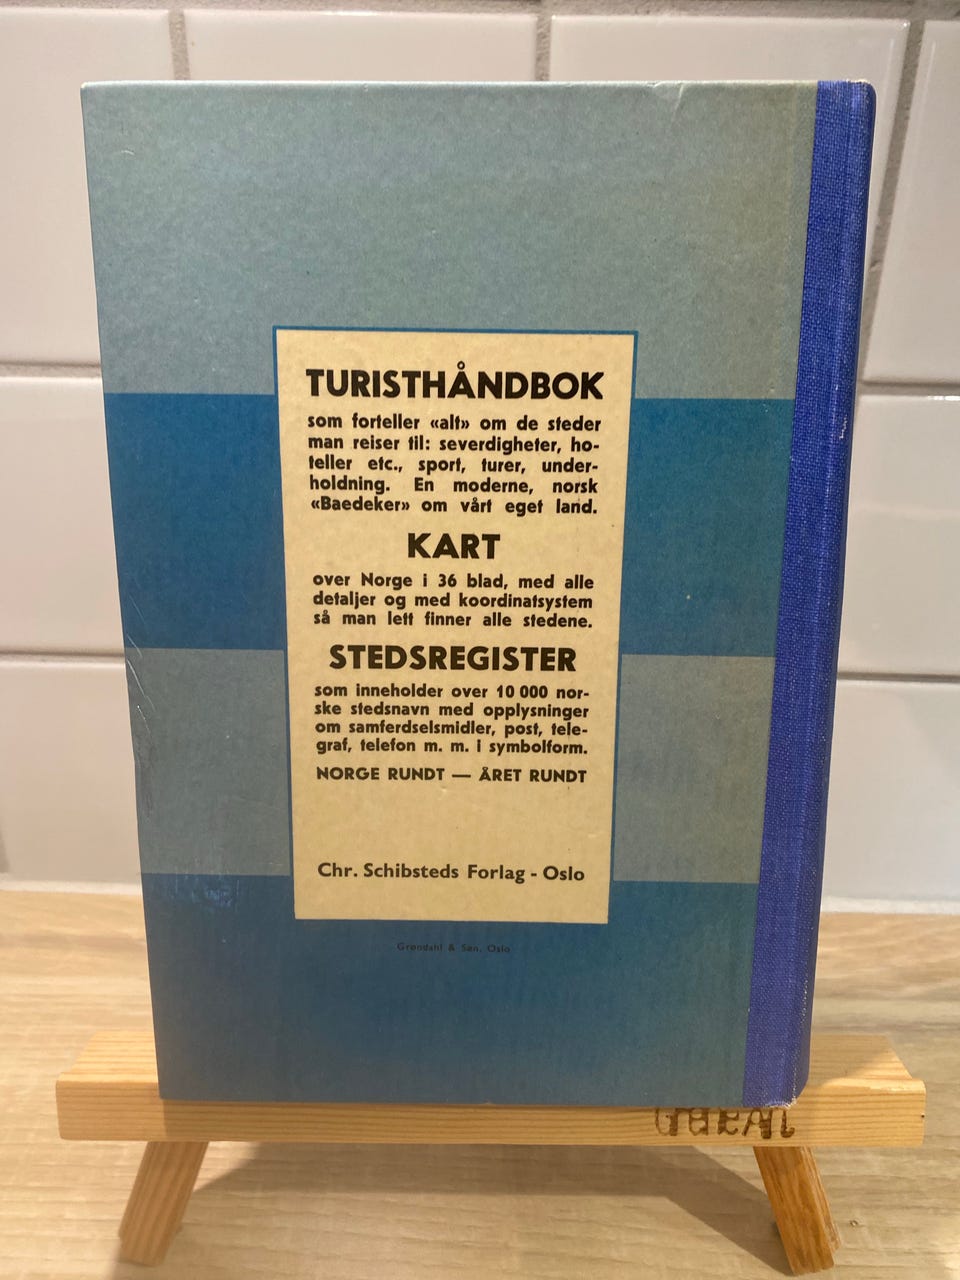 TURISTHÅNDBOK
som forteller «alt» om de steder
man reiser til: severdigheter, ho-
teller etc., sport, turer, under-
holdning. En moderne, norsk
«Baedeker» om vårt eget land.
KART
over Norge i 36 blad, med alle
detaljer og med koordinatsystem
så man lett finner alle stedene.
STEDSREGISTER
som inneholder over 10 000 nor-
ske stedsnavn med opplysninger
om samferdselsmidler, post, tele-
graf, telefon m. m. i symbolform.
NORGE RUNDT — ÅRET RUNDT
Chr. Schibsteds Forlag - Oslo
Grøndahl & Søn, Oslo